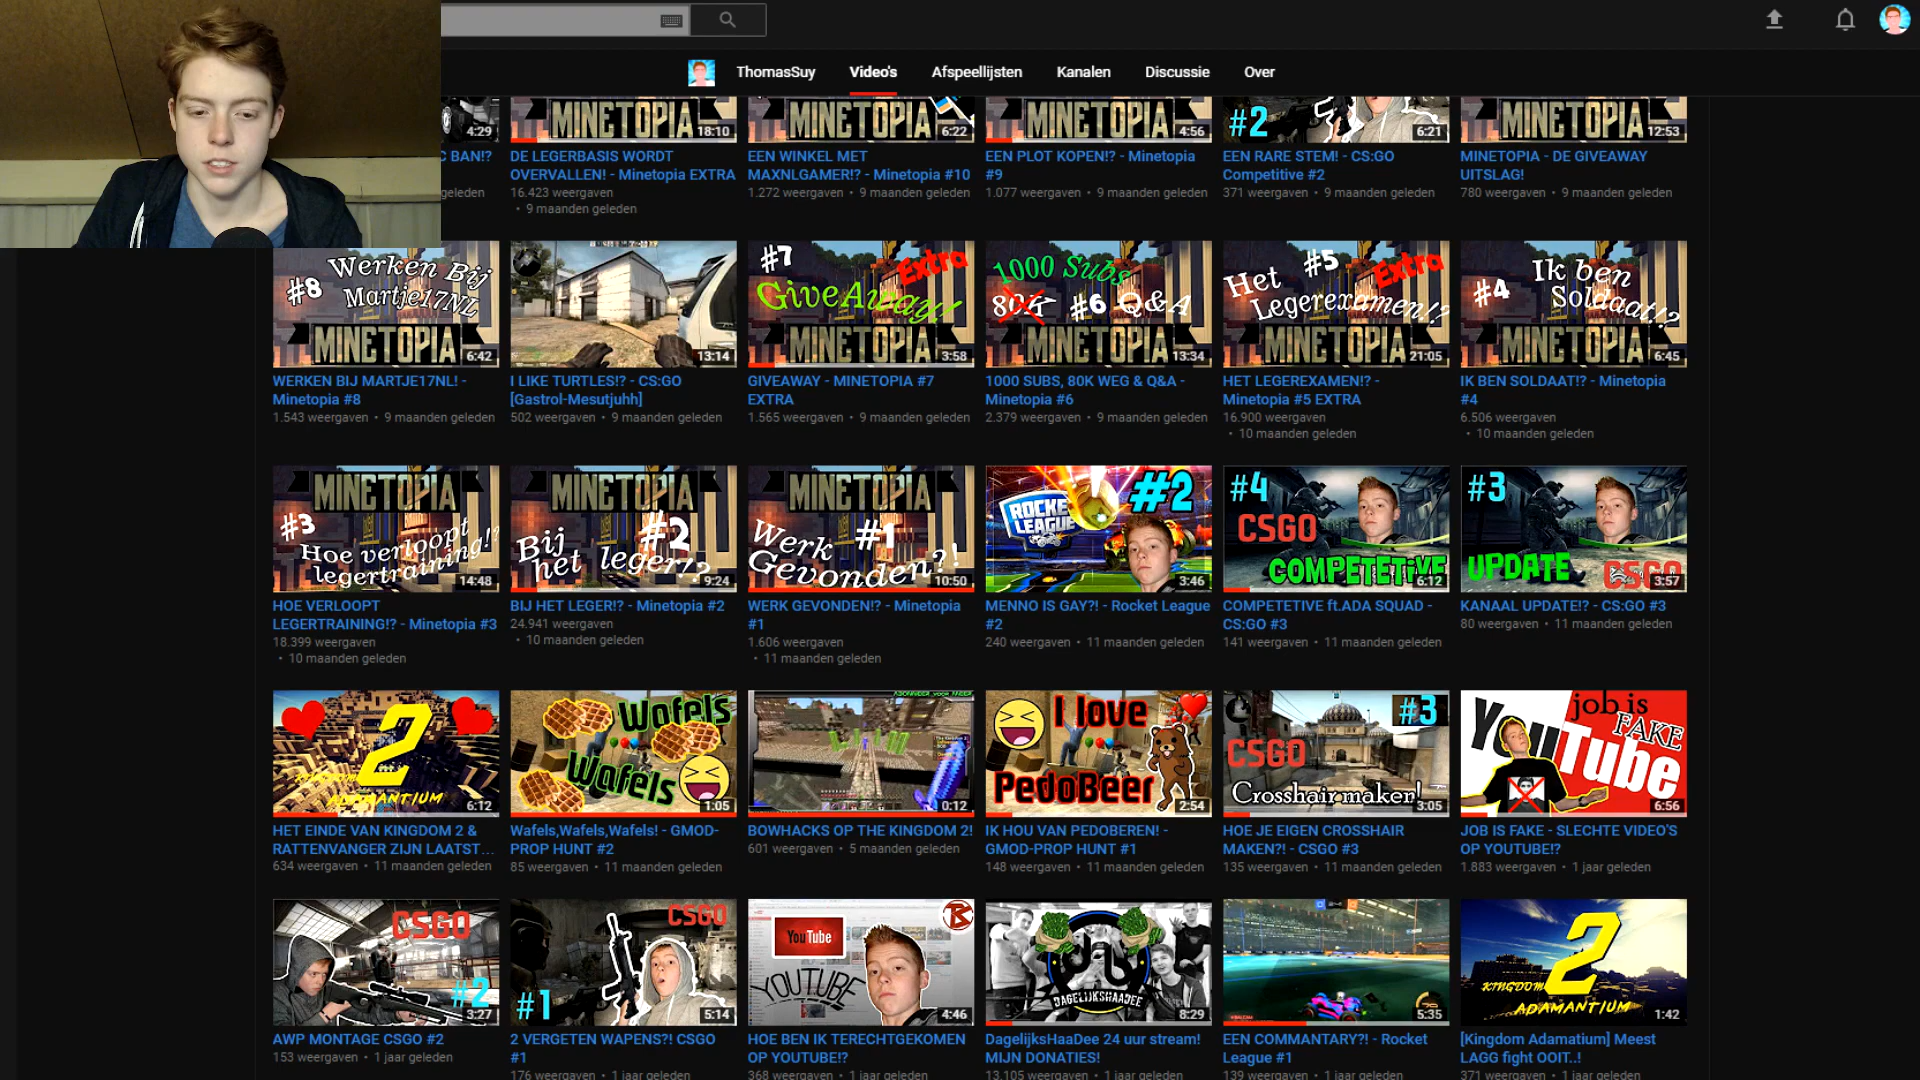 ThomasSuy
Video's
Afspeellijsten
Kanalen
Discussie
Over
4:29
MINETOPIA
18:10
MINETOPIA
6:22
MINETOPIA
4:56
#2
6:21
MINETOPIA
12:53
C BAN!?
geleden
DE LEGERBASIS WORDT
OVERVALLEN! - Minetopia EXTRA
16.423 weergaven
• 9 maanden geleden
EEN WINKEL MET
MAXNLGAMER!? - Minetopia #10
1.272 weergaven • 9 maanden geleden
EEN PLOT KOPEN!? - Minetopia
#9
1.077 weergaven • 9 maanden geleden
EEN RARE STEM! - CS:GO
Competitive #2
371 weergaven • 9 maanden geleden
MINETOPIA - DE GIVEAWAY
UITSLAG!
780 weergaven • 9 maanden geleden
#8
Werken Bij
Martje17NL
MINETOPIA
6:42
13:14
#7
Extra
GiveAway!
MINETOPIA
3:58
1000 Subs
80K #6 Q&A
MINETOPIA
13:34
Het #5 Extra
Legerexamen!?
MINETOPIA
21:05
#4
Ik ben
Soldaat!?
MINETOPIA
6:45
WERKEN BIJ MARTJE17NL! -
Minetopia #8
1.543 weergaven • 9 maanden geleden
I LIKE TURTLES!? - CS:GO
[Gastrol-Mesutjuhh]
502 weergaven • 9 maanden geleden
GIVEAWAY - MINETOPIA #7
EXTRA
1.565 weergaven • 9 maanden geleden
1000 SUBS, 80K WEG & Q&A -
Minetopia #6
2.379 weergaven • 9 maanden geleden
HET LEGEREXAMEN!? -
Minetopia #5 EXTRA
16.900 weergaven
• 10 maanden geleden
IK BEN SOLDAAT!? - Minetopia
#4
6.506 weergaven
• 10 maanden geleden
MINETOPIA
#3
Hoe verloopt
legertraining!?
14:48
MINETOPIA
Bij #2
het leger!?
9:24
MINETOPIA
Werk #1
Gevonden?!
10:50
ROCKE
LEAGUE
#2
3:46
#4
CSGO
COMPETETIVE
6:12
#3
UPDATE
CSGO
3:57
HOE VERLOOPT
LEGERTRAINING!? - Minetopia #3
18.399 weergaven
• 10 maanden geleden
BIJ HET LEGER!? - Minetopia #2
24.941 weergaven
• 10 maanden geleden
WERK GEVONDEN!? - Minetopia
#1
1.606 weergaven
• 11 maanden geleden
MENNO IS GAY?! - Rocket League
#2
240 weergaven • 11 maanden geleden
COMPETETIVE ft.ADA SQUAD -
CS:GO #3
141 weergaven • 11 maanden geleden
KANAAL UPDATE!? - CS:GO #3
80 weergaven • 11 maanden geleden
2
ADAMANTIUM
6:12
Wafels
Wafels
1:05
0:12
I love
PedoBeer
2:54
#3
CSGO
Crosshair maker!
3:05
job is
FAKE
YouTube
6:56
HET EINDE VAN KINGDOM 2 &
RATTENVANGER ZIJN LAATST...
634 weergaven • 11 maanden geleden
Wafels,Wafels,Wafels! - GMOD-
PROP HUNT #2
85 weergaven • 11 maanden geleden
BOWHACKS OP THE KINGDOM 2!
601 weergaven • 5 maanden geleden
IK HOU VAN PEDOBEREN! -
GMOD-PROP HUNT #1
148 weergaven • 11 maanden geleden
HOE JE EIGEN CROSSHAIR
MAKEN?! - CSGO #3
135 weergaven • 11 maanden geleden
JOB IS FAKE - SLECHTE VIDEO'S
OP YOUTUBE!?
1.883 weergaven • 1 jaar geleden
CSGO
#2
3:27
CSGO
#1
5:14
YouTube
YOUTUBE
4:46
DAGELIJKSHAADEE
8:29
5:35
2
KINGDOM
ADAMANTIUM
1:42
AWP MONTAGE CSGO #2
153 weergaven • 1 jaar geleden
2 VERGETEN WAPENS?! CSGO
#1
176 weergaven • 1 jaar geleden
HOE BEN IK TERECHTGEKOMEN
OP YOUTUBE!?
368 weergaven • 1 jaar geleden
DagelijksHaaDee 24 uur stream!
MIJN DONATIES!
13.105 weergaven • 1 jaar geleden
EEN COMMANTARY?! - Rocket
League #1
139 weergaven • 1 jaar geleden
[Kingdom Adamatium] Meest
LAGG fight OOIT..!
371 weergaven • 1 jaar geleden